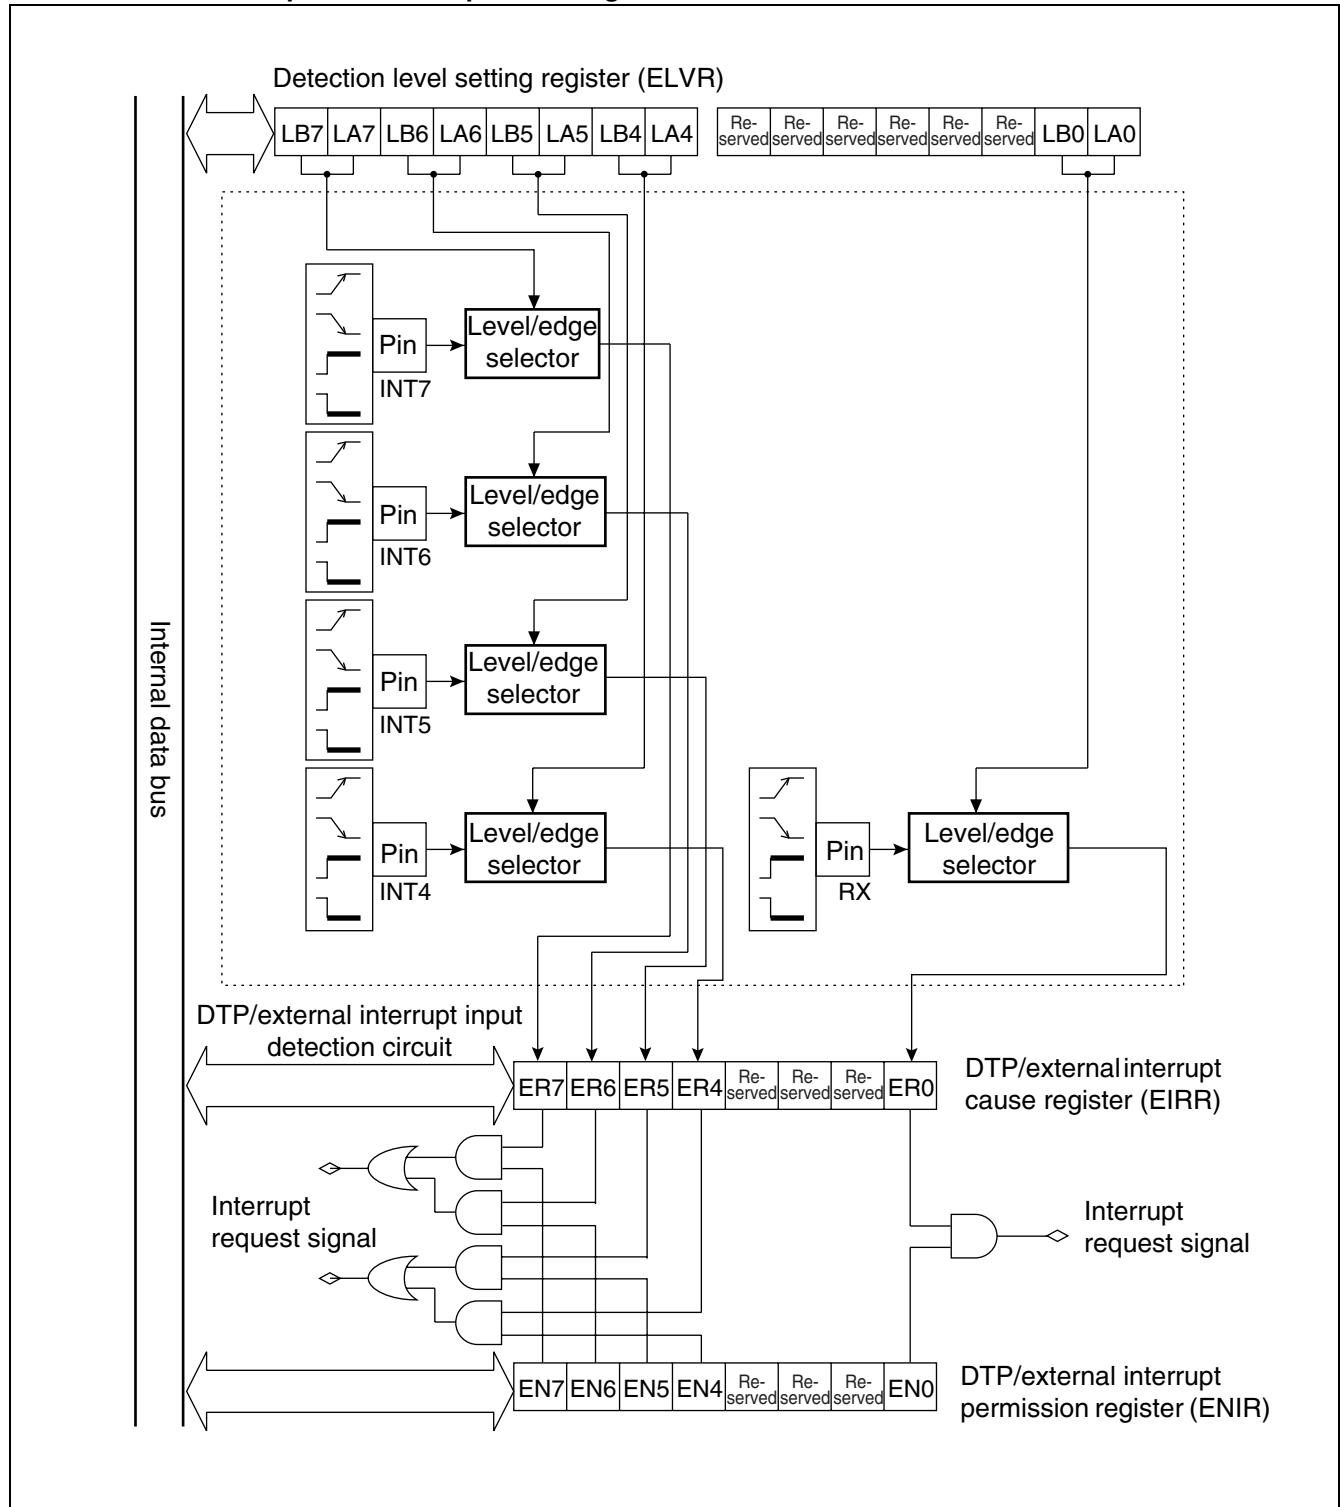 Detection level setting register (ELVR)
LB7 LA7 LB6 LA6 LB5 LA5 LB4 LA4 Re-served Re-served Re-served Re-served Re-served Re-served LB0 LA0
Pin
INT7
Level/edge
selector
Pin
INT6
Level/edge
selector
Pin
INT5
Level/edge
selector
Pin
INT4
Level/edge
selector
Pin
RX
Level/edge
selector
Internal data bus
DTP/external interrupt input
detection circuit
ER7 ER6 ER5 ER4 Re-served Re-served Re-served ER0
DTP/external interrupt
cause register (EIRR)
Interrupt
request signal
Interrupt
request signal
EN7 EN6 EN5 EN4 Re-served Re-served Re-served EN0
DTP/external interrupt
permission register (ENIR)